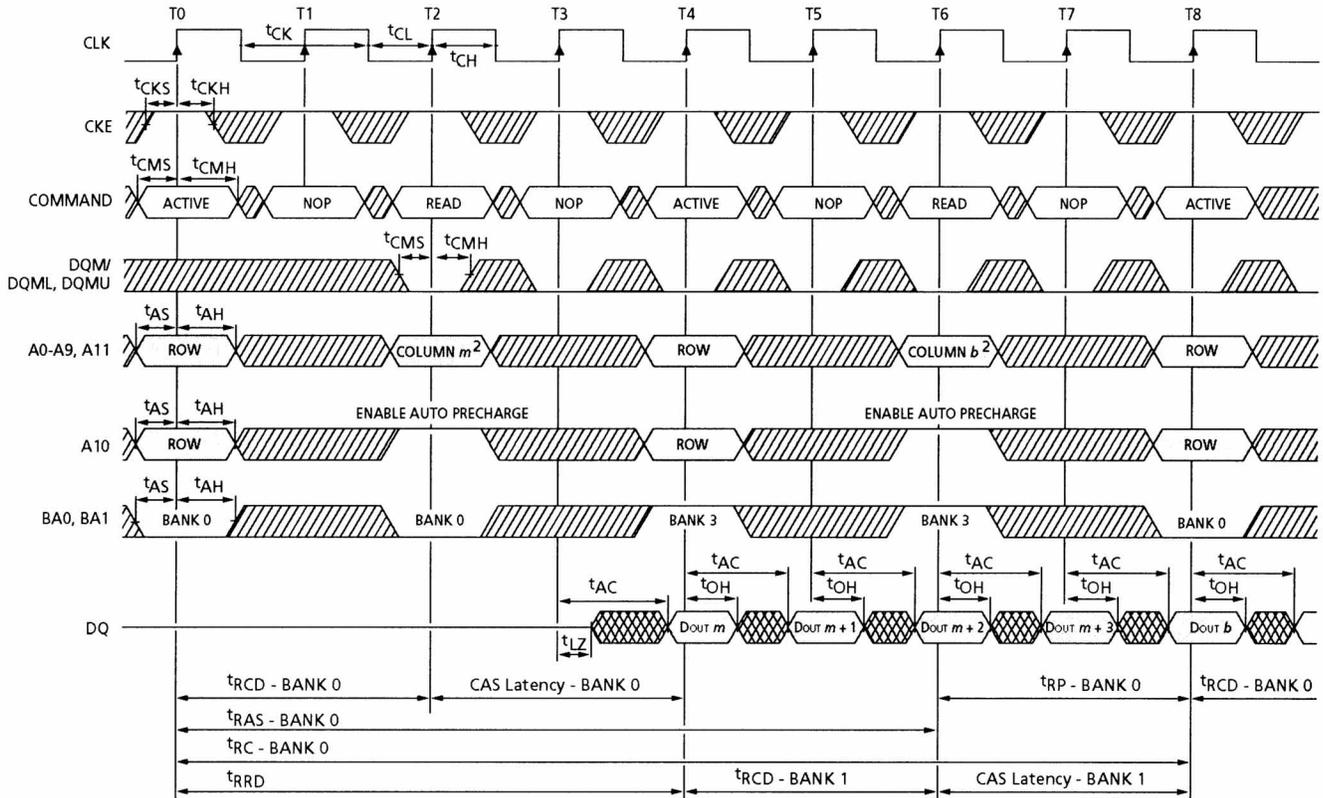 T0 T1 T2 T3 T4 T5 T6 T7 T8
CLK
tCK tCL
tCH
tCKS tCKH
CKE
tCMS tCMH
COMMAND ACTIVE NOP READ NOP ACTIVE NOP READ NOP ACTIVE
tCMS tCMH
DQM/
DQML, DQMU
tAS tAH
A0-A9, A11 ROW COLUMN m² ROW COLUMN b² ROW
tAS tAH ENABLE AUTO PRECHARGE ENABLE AUTO PRECHARGE
A10 ROW ROW ROW
tAS tAH
BA0, BA1 BANK 0 BANK 0 BANK 3 BANK 3 BANK 0
tAC tAC tAC tAC tAC tAC
tOH tOH tOH tOH tOH
DQ DOUT m DOUT m + 1 DOUT m + 2 DOUT m + 3 DOUT b
tLZ
tRCD - BANK 0 CAS Latency - BANK 0 tRP - BANK 0 tRCD - BANK 0
tRAS - BANK 0
tRC - BANK 0
tRRD tRCD - BANK 1 CAS Latency - BANK 1